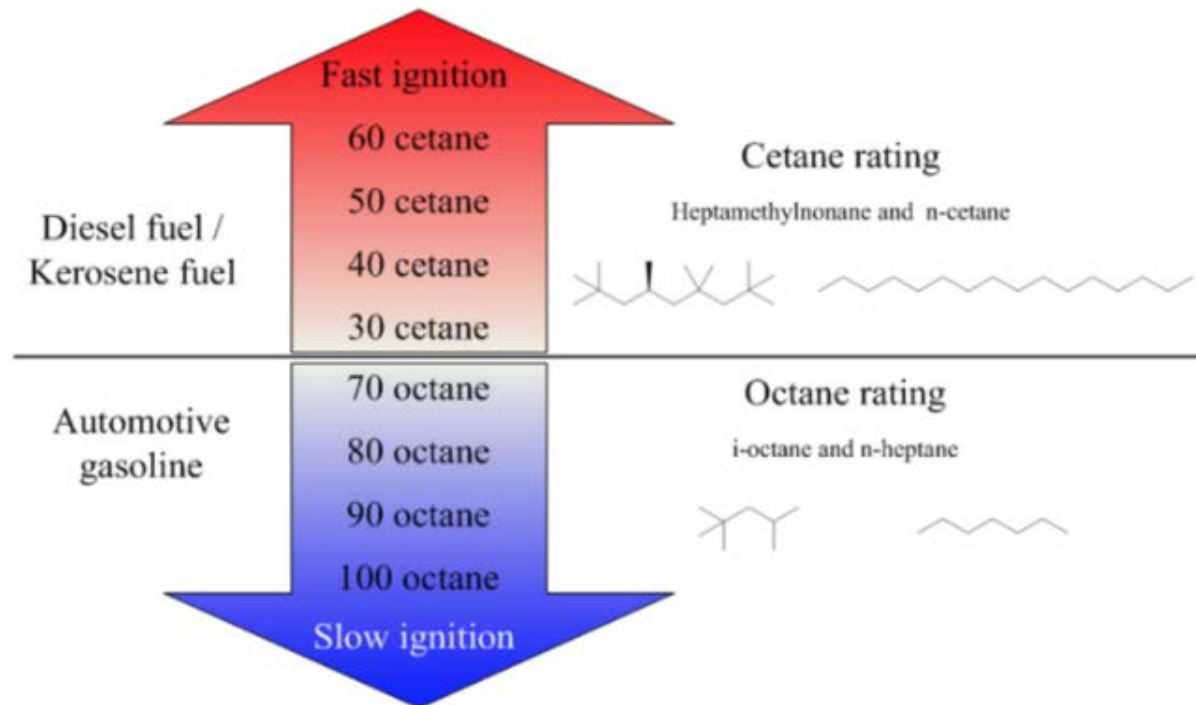 Fast ignition
60 cetane
50 cetane
40 cetane
30 cetane
Diesel fuel /
Kerosene fuel
Cetane rating
Heptamethylnonane and n-cetane
70 octane
80 octane
90 octane
100 octane
Slow ignition
Automotive
gasoline
Octane rating
i-octane and n-heptane